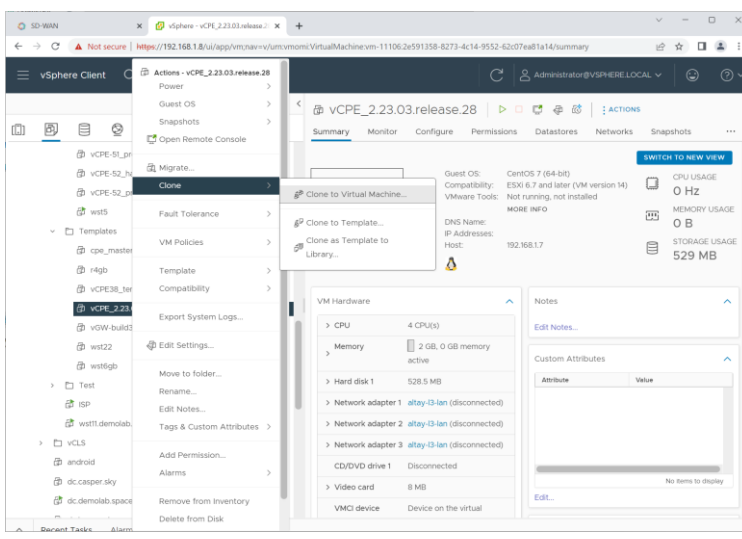 SD-WAN
vSphere - vCPE_2.23.03.release.2
Not secure
https://192.168.1.8/ui/app/vm;nav=v/urn:vmomi:VirtualMachine:vm-11106:2e591358-8273-4c14-9552-62c07ea81a14/summary
vSphere Client
Administrator@VSPHERE.LOCAL
Actions - vCPE_2.23.03.release.28
Power
Guest OS
Snapshots
Open Remote Console
Migrate...
Clone
Fault Tolerance
VM Policies
Template
Compatibility
Export System Logs...
Edit Settings...
Move to folder...
Rename...
Edit Notes...
Tags & Custom Attributes
Add Permission...
Alarms
Remove from Inventory
Delete from Disk
Clone to Virtual Machine...
Clone to Template...
Clone as Template to
Library...
vCPE-51_pr
vCPE-52_ha
vCPE-52_pr
wst5
Templates
cpe_master
r4gb
vCPE38_ter
vCPE_2.23.
vGW-build3
wst22
wst6gb
Test
ISP
wst11.demolab.
vCLS
android
dc.casper.sky
dc.demolab.space
Recent Tasks
Alarm
vCPE_2.23.03.release.28
ACTIONS
Summary
Monitor
Configure
Permissions
Datastores
Networks
Snapshots
SWITCH TO NEW VIEW
Guest OS: CentOS 7 (64-bit)
Compatibility: ESXi 6.7 and later (VM version 14)
VMware Tools: Not running, not installed
MORE INFO
DNS Name:
IP Addresses:
Host: 192.168.1.7
CPU USAGE
0 Hz
MEMORY USAGE
0 B
STORAGE USAGE
529 MB
VM Hardware
CPU 4 CPU(s)
Memory 2 GB, 0 GB memory
active
Hard disk 1 528.5 MB
Network adapter 1 altay-l3-lan (disconnected)
Network adapter 2 altay-l3-lan (disconnected)
Network adapter 3 altay-l3-lan (disconnected)
CD/DVD drive 1 Disconnected
Video card 8 MB
VMCI device Device on the virtual
Notes
Edit Notes...
Custom Attributes
Attribute Value
No items to display
Edit...